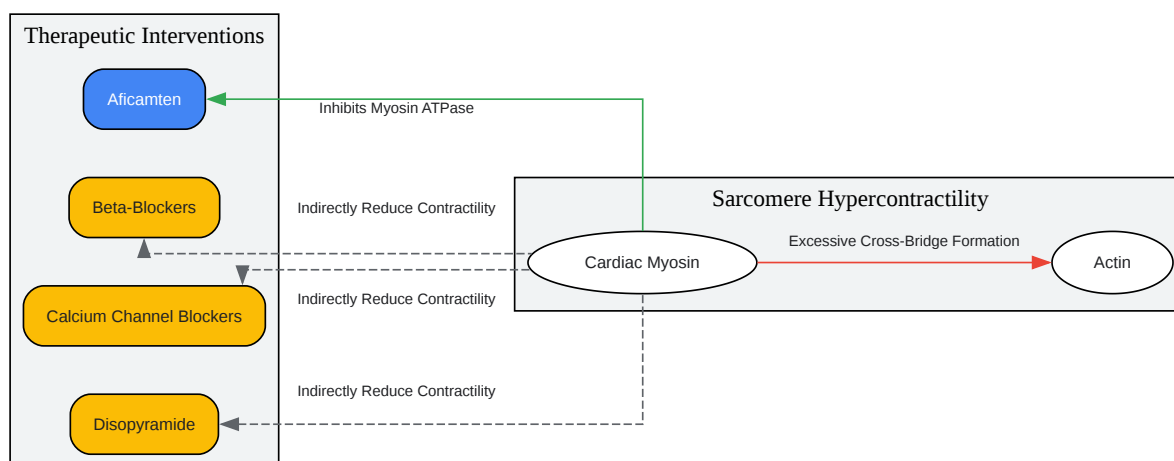 Therapeutic Interventions
Aficamten
Inhibits Myosin ATPase
Beta-Blockers
Indirectly Reduce Contractility
Sarcomere Hypercontractility
Excessive Cross-Bridge Formation
Cardiac Myosin
Actin
Indirectly Reduce Contractility
Calcium Channel Blockers
Indirectly Reduce Contractility
Disopyramide